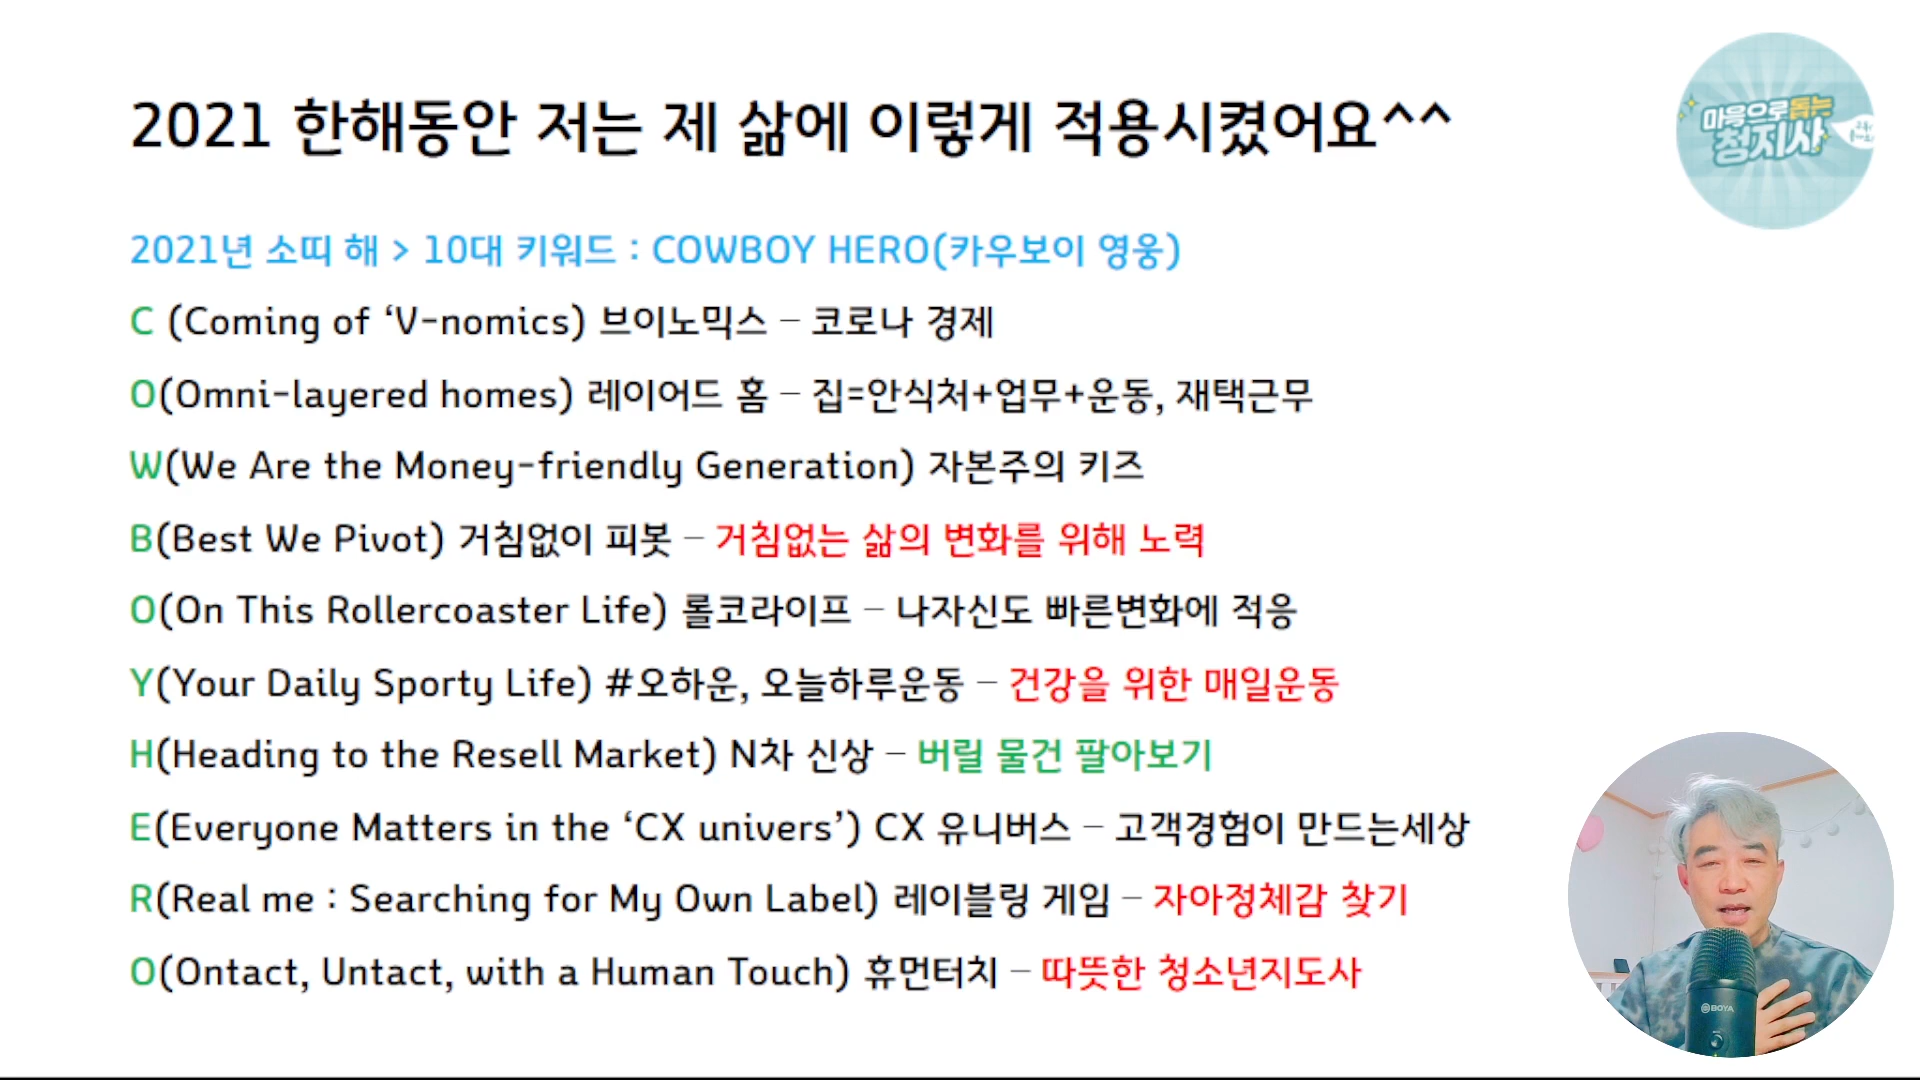 2021 한해동안 저는 제 삶에 이렇게 적용시켰어요^^
마음으로돕는
청지사
2021년 소띠 해 > 10대 키워드 : COWBOY HERO(카우보이 영웅)
C (Coming of ‘V-nomics) 브이노믹스 – 코로나 경제
O(Omni-layered homes) 레이어드 홈 – 집=안식처+업무+운동, 재택근무
W(We Are the Money-friendly Generation) 자본주의 키즈
B(Best We Pivot) 거침없이 피봇 – 거침없는 삶의 변화를 위해 노력
O(On This Rollercoaster Life) 롤코라이프 – 나자신도 빠른변화에 적응
Y(Your Daily Sporty Life) #오하운, 오늘하루운동 – 건강을 위한 매일운동
H(Heading to the Resell Market) N차 신상 – 버릴 물건 팔아보기
E(Everyone Matters in the ‘CX univers’) CX 유니버스 – 고객경험이 만드는세상
R(Real me : Searching for My Own Label) 레이블링 게임 – 자아정체감 찾기
O(Ontact, Untact, with a Human Touch) 휴먼터치 – 따뜻한 청소년지도사
BOYA